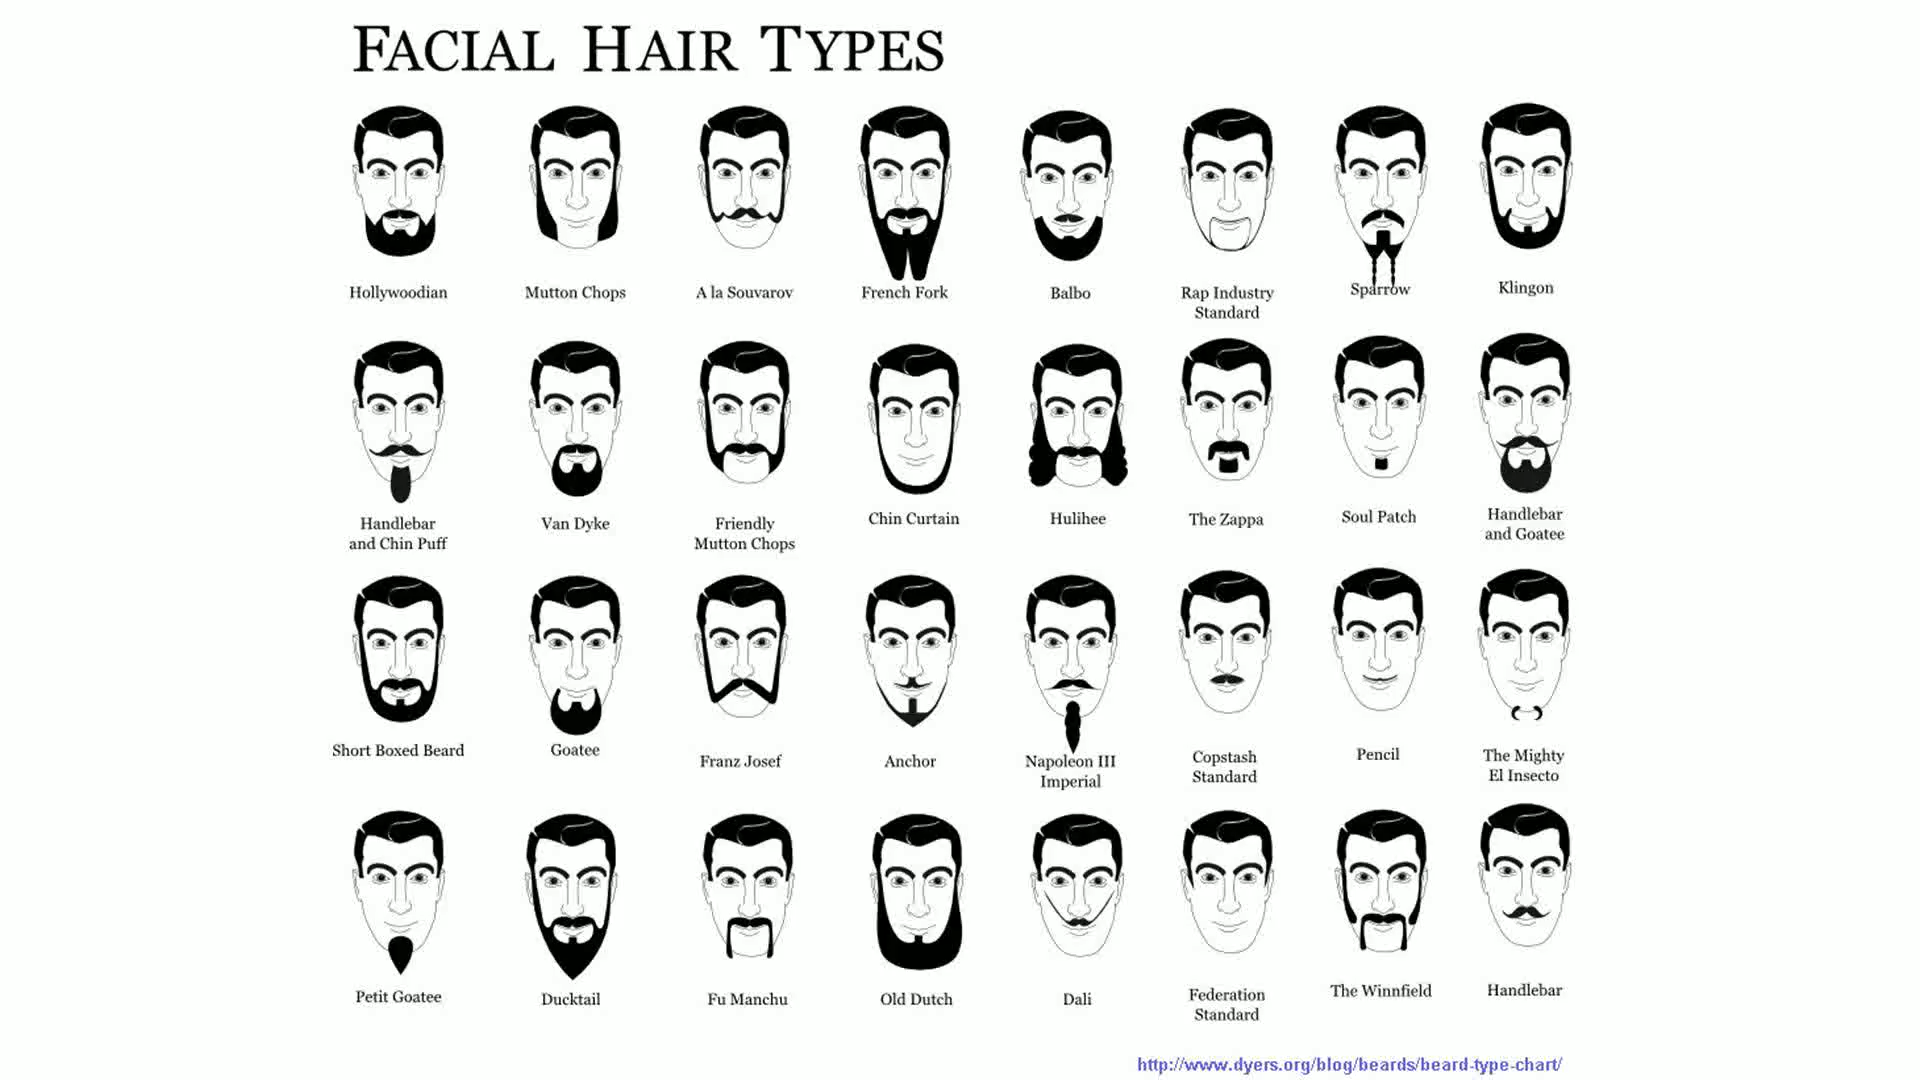 FACIAL HAIR TYPES
Hollywoodian
Mutton Chops
A la Souvarov
French Fork
Balbo
Rap Industry
Standard
Sparrow
Klingon
Handlebar
and Chin Puff
Van Dyke
Friendly
Mutton Chops
Chin Curtain
Hulihee
The Zappa
Soul Patch
Handlebar
and Goatee
Short Boxed Beard
Goatee
Franz Josef
Anchor
Napoleon III
Imperial
Copstash
Standard
Pencil
The Mighty
El Insecto
Petit Goatee
Ducktail
Fu Manchu
Old Dutch
Dali
Federation
Standard
The Winnfield
Handlebar
http://www.dyers.org/blog/beards/beard-type-chart/